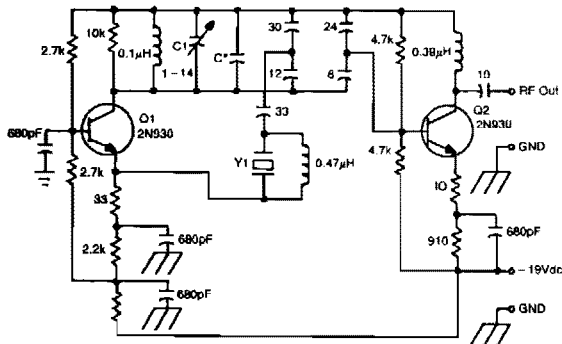 30
24
2.7k
10k
0.1µH
C1
C*
4.7k
0.39µH
1-14
12
8
10
RF Out
33
Q1
2N930
Q2
2N930
680pF
GND
Y1
0.47µH
4.7k
2.7k
33
10
680pF
910
680pF
2.2k
-19Vdc
680pF
GND